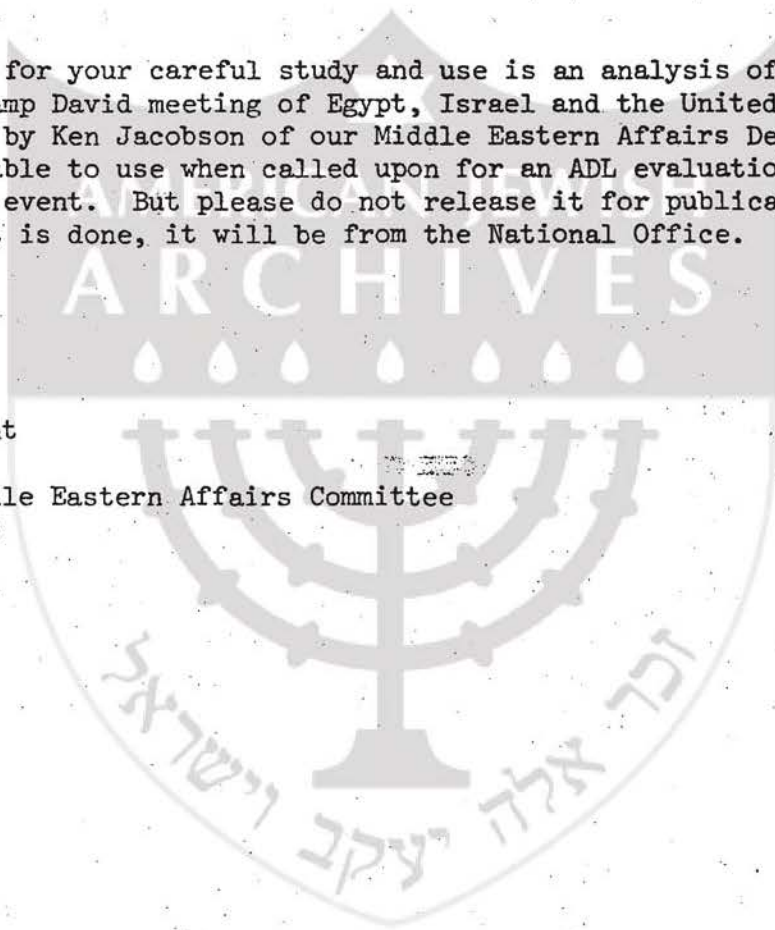 for your careful study and use is an analysis of
mp David meeting of Egypt, Israel and the United
by Ken Jacobson of our Middle Eastern Affairs De
ble to use when called upon for an ADL evaluatio
event. But please do not release it for publica
is done, it will be from the National Office.
AMERICAN JEWISH
ARCHIVES
t
le Eastern Affairs Committee
זכר אלה יעקב וישראל